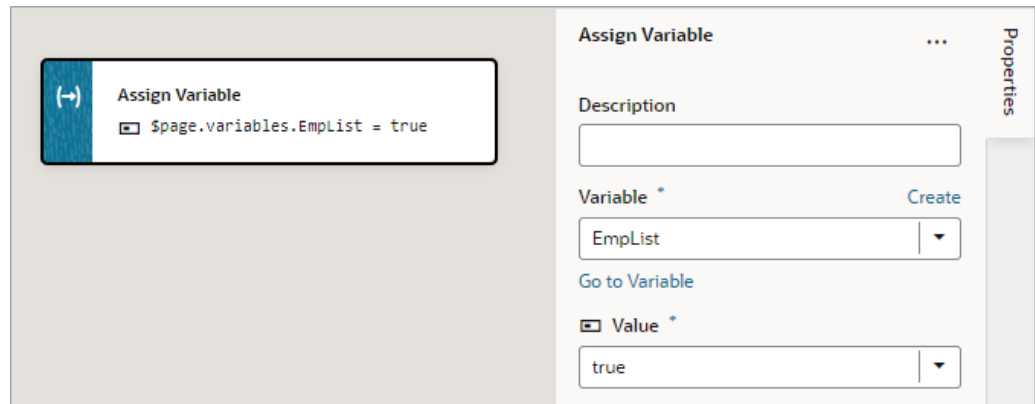 Assign Variable
$page.variables.EmpList = true
Assign Variable
...
Properties
Description
Variable *
Create
EmpList
Go to Variable
Value *
true